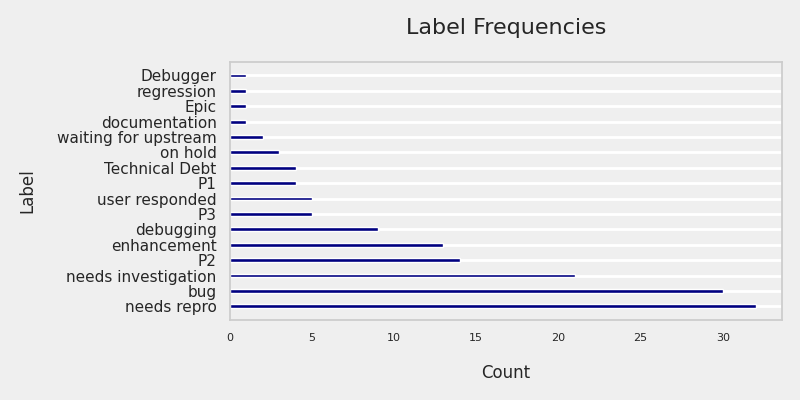 Label Frequencies
Label
Debugger
regression
Epic
documentation
waiting for upstream
on hold
Technical Debt
P1
user responded
P3
debugging
enhancement
P2
needs investigation
bug
needs repro
0 5 10 15 20 25 30
Count